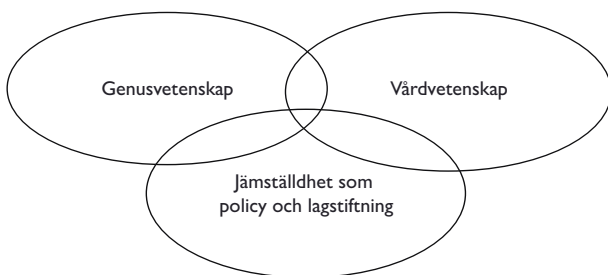 Genusvetenskap
Vårdvetenskap
Jämställdhet som
policy och lagstiftning